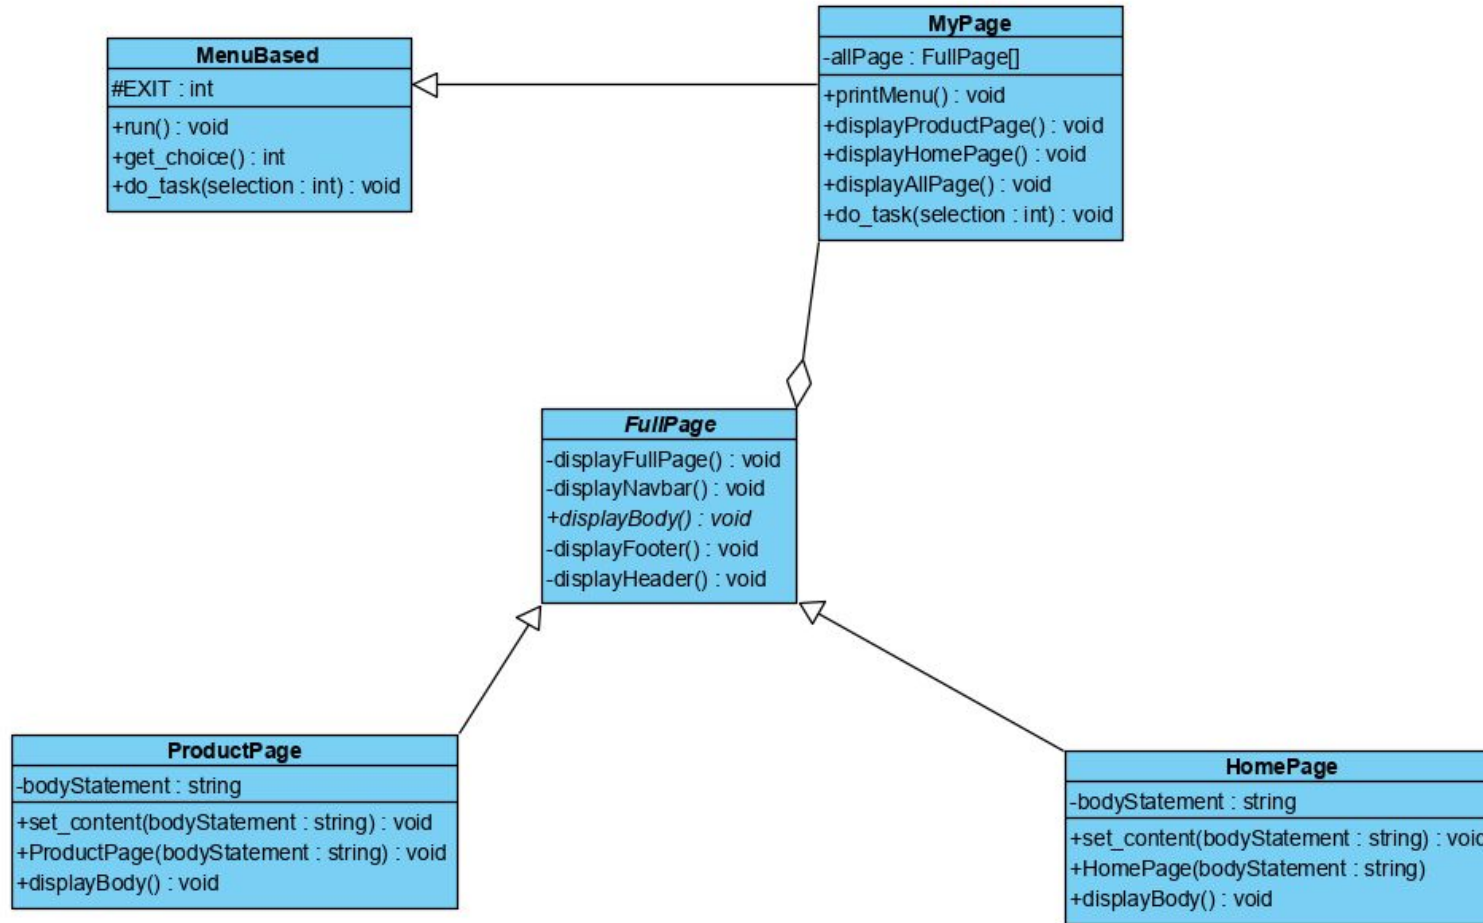 MenuBased
#EXIT : int
+run() : void
+get_choice() : int
+do_task(selection : int) : void
MyPage
-allPage : FullPage[]
+printMenu() : void
+displayProductPage() : void
+displayHomePage() : void
+displayAllPage() : void
+do_task(selection : int) : void
FullPage
-displayFullPage() : void
-displayNavbar() : void
+displayBody() : void
-displayFooter() : void
-displayHeader() : void
ProductPage
-bodyStatement : string
+set_content(bodyStatement : string) : void
+ProductPage(bodyStatement : string) : void
+displayBody() : void
HomePage
-bodyStatement : string
+set_content(bodyStatement : string) : void
+HomePage(bodyStatement : string)
+displayBody() : void